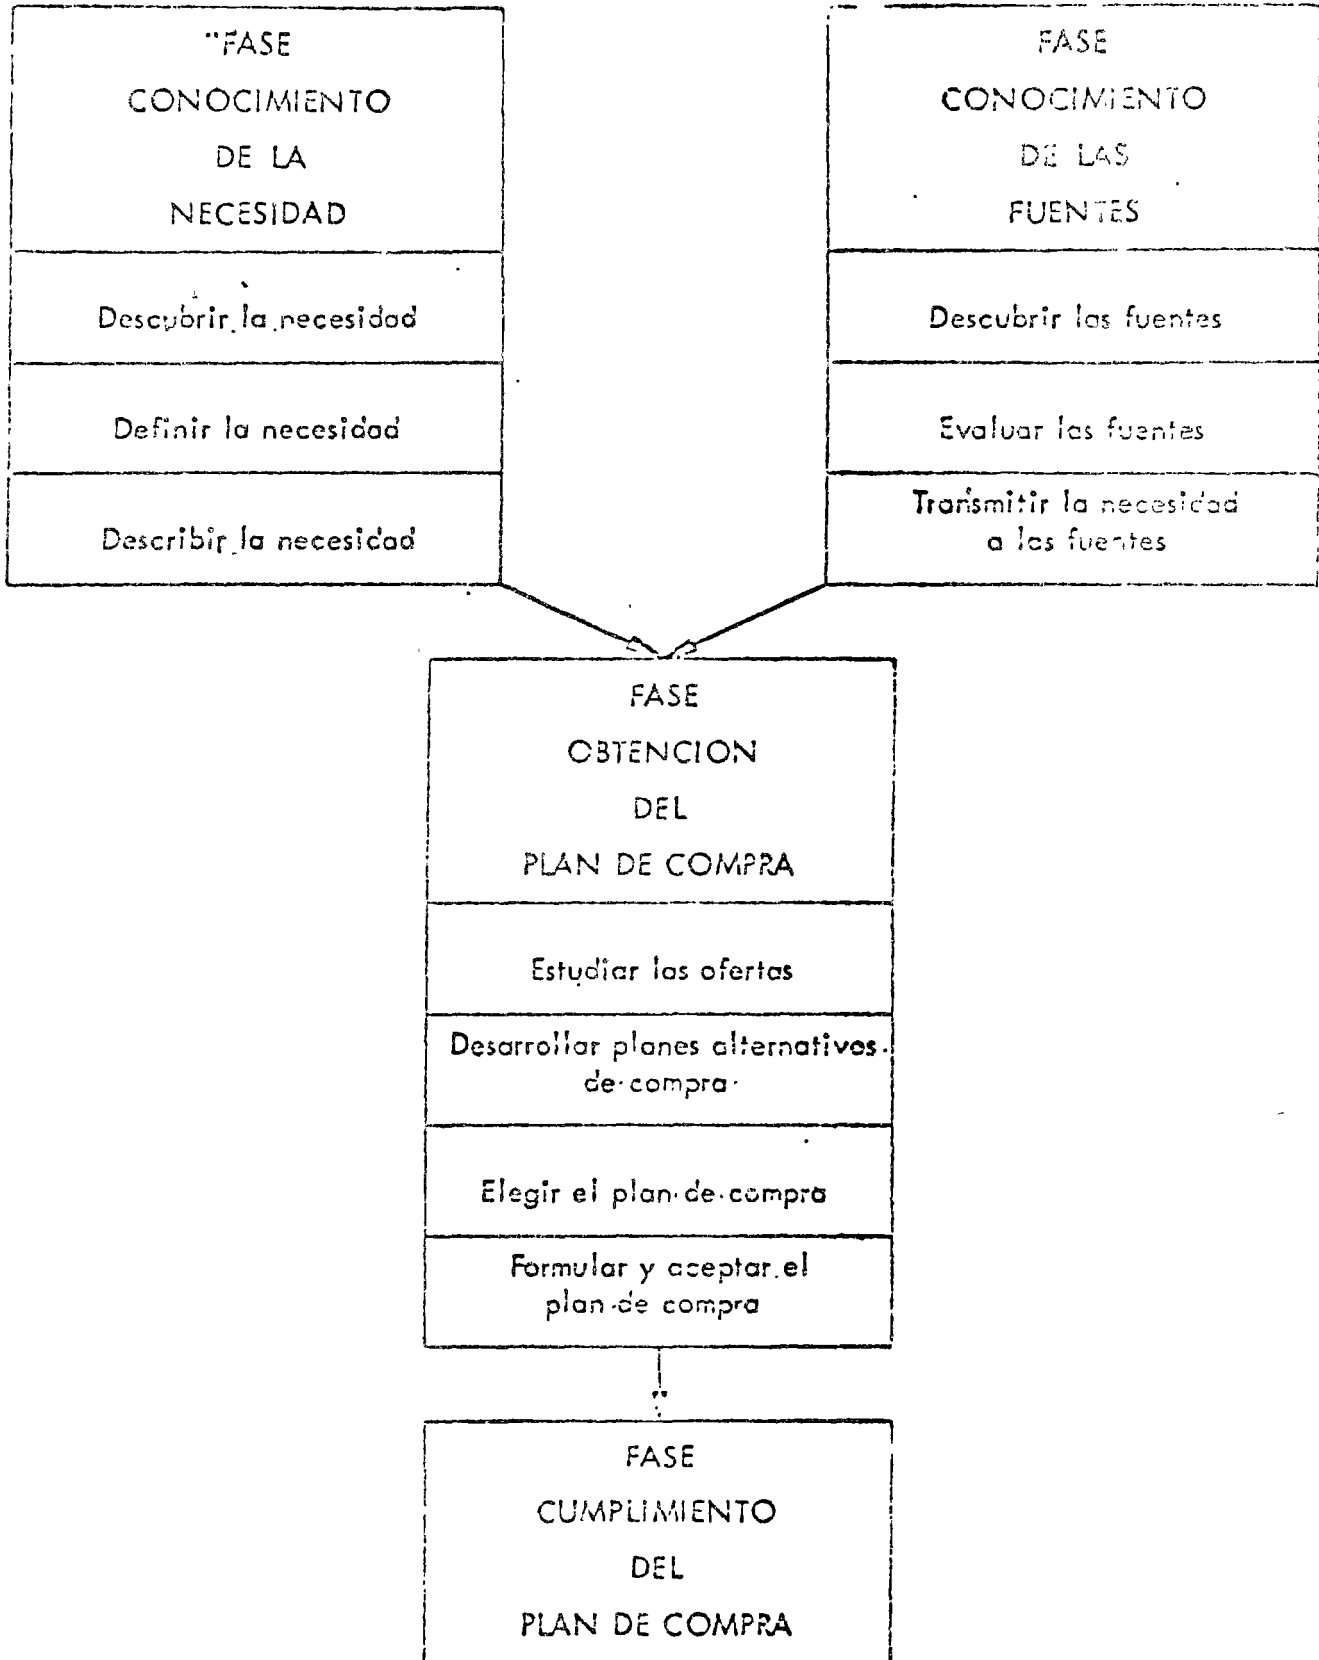 "FASE
CONOCIMIENTO
DE LA
NECESIDAD
Descubrir la necesidad
Definir la necesidad
Describir la necesidad
FASE
CONOCIMIENTO
DE LAS
FUENTES
Descubrir las fuentes
Evaluar las fuentes
Transmitir la necesidad
a las fuentes
FASE
OBTENCION
DEL
PLAN DE COMPRA
Estudiar las ofertas
Desarrollar planes alternativos
de compra
Elegir el plan de compra
Formular y aceptar el
plan de compra
FASE
CUMPLIMIENTO
DEL
PLAN DE COMPRA